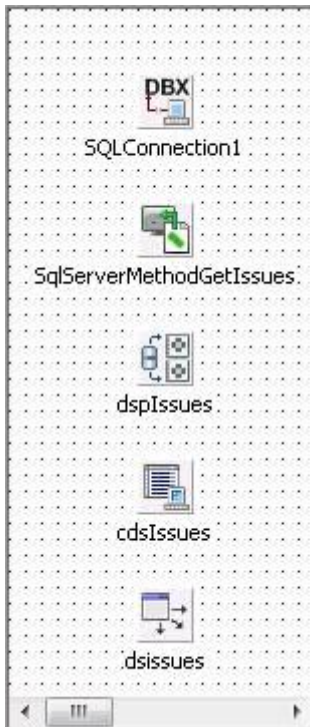 DBX
SQLConnection1
SqlServerMethodGetIssues
dspIssues
cdsIssues
dsissues